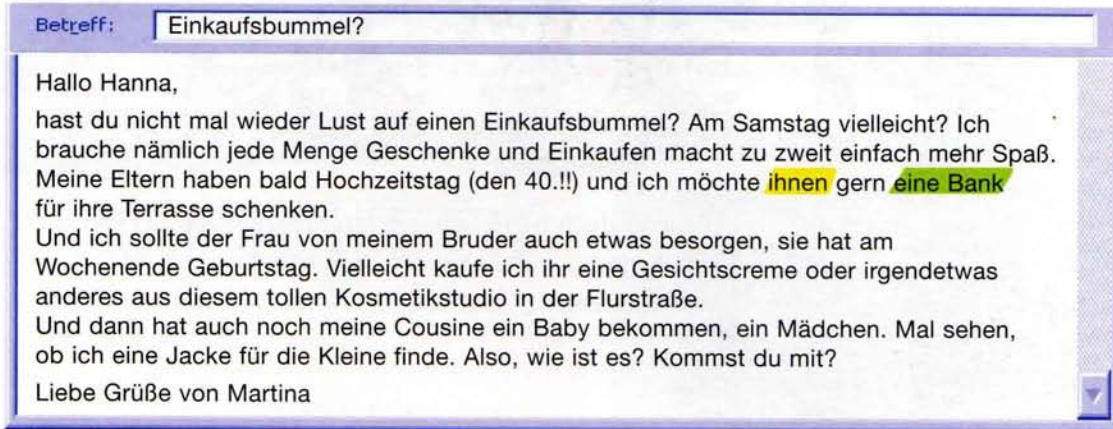 Betreff: Einkaufsbummel?
Hallo Hanna,
hast du nicht mal wieder Lust auf einen Einkaufsbummel? Am Samstag vielleicht? Ich
brauche nämlich jede Menge Geschenke und Einkaufen macht zu zweit einfach mehr Spaß.
Meine Eltern haben bald Hochzeitstag (den 40.!!) und ich möchte ihnen gern eine Bank
für ihre Terrasse schenken.
Und ich sollte der Frau von meinem Bruder auch etwas besorgen, sie hat am
Wochenende Geburtstag. Vielleicht kaufe ich ihr eine Gesichtscreme oder irgendetwas
anderes aus diesem tollen Kosmetikstudio in der Flurstraße.
Und dann hat auch noch meine Cousine ein Baby bekommen, ein Mädchen. Mal sehen,
ob ich eine Jacke für die Kleine finde. Also, wie ist es? Kommst du mit?
Liebe Grüße von Martina